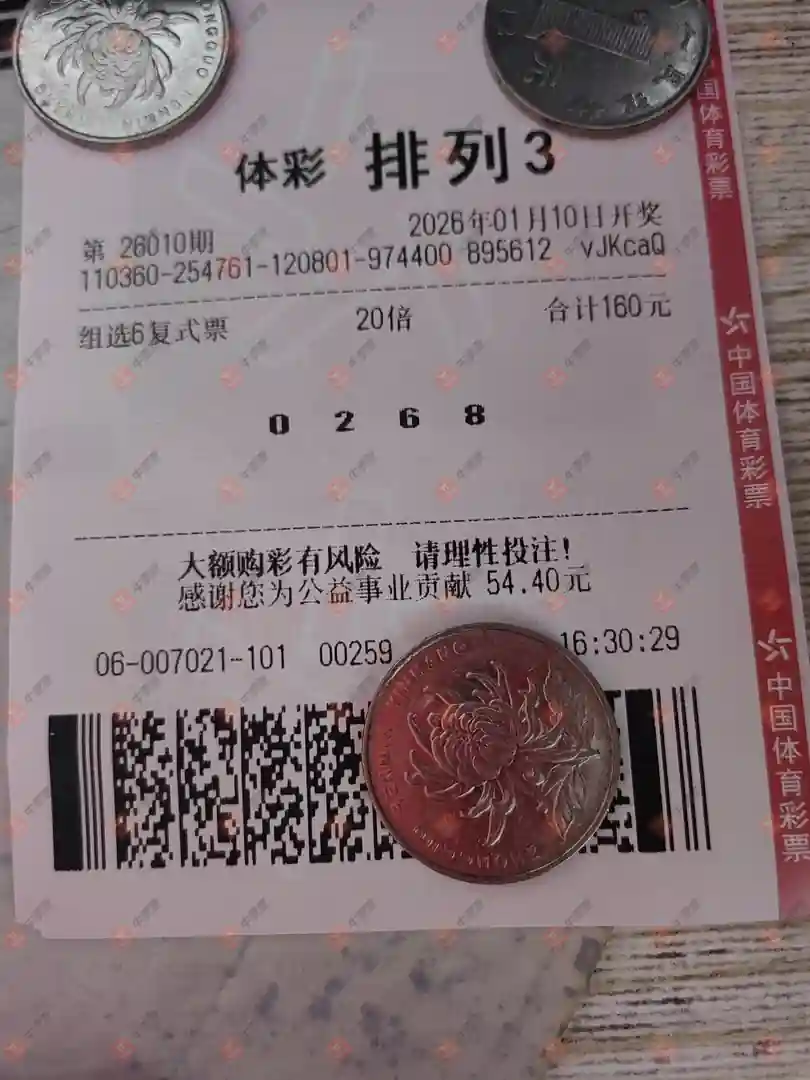 体彩 排列3
第 26010期 2026年01月10日开奖
110360-254761-120801-974400 895612 vJKcaQ
组选6复式票 20倍 合计160元
0 2 6 8
大额购彩有风险 请理性投注!
感谢您为公益事业贡献 54.40元
06-007021-101 00259 16:30:29
国体育彩票
中国体育彩票
中国体育彩票